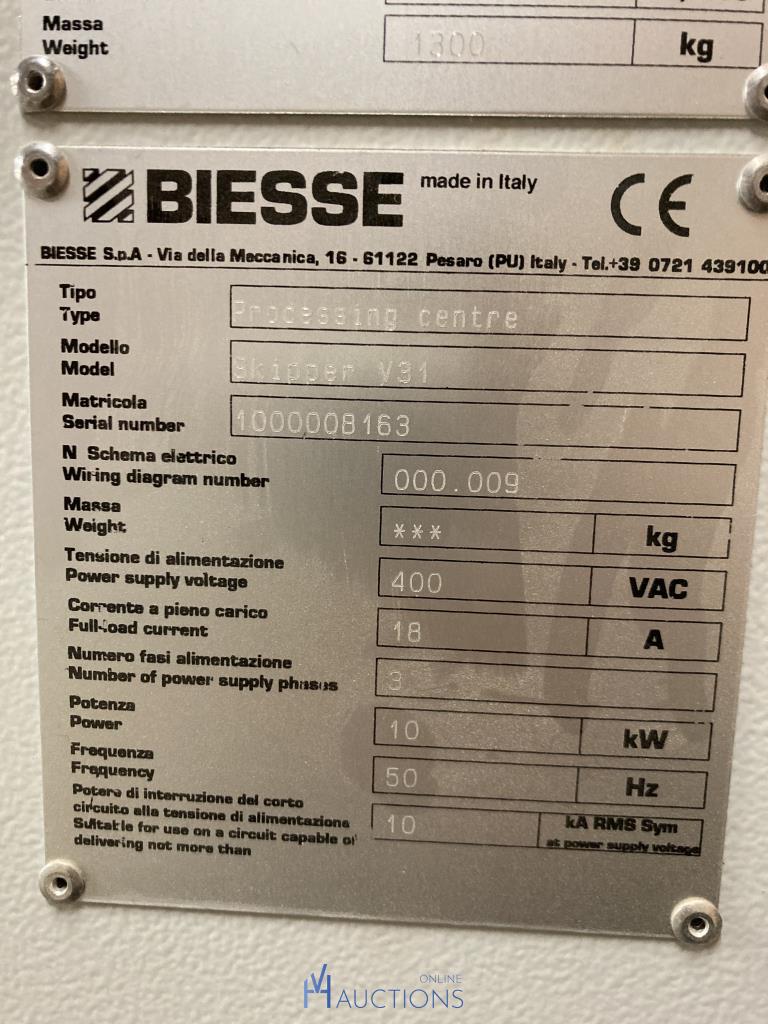 Massa
Weight 1300 kg
BIESSE made in Italy CE
BIESSE S.p.A - Via della Meccanica, 16 - 61122 Pesaro (PU) Italy - Tel.+39 0721 439100
Tipo
Type Processing centre
Modello
Model Skipper V31
Matricola
Serial number 1000008163
N Schema elettrico
Wiring diagram number 000.009
Massa
Weight *** kg
Tensione di alimentazione
Power supply voltage 400 VAC
Corrente a pieno carico
Full-load current 18 A
Numero fasi alimentazione
Number of power supply phases 3
Potenza
Power 10 kW
Frequenza
Frequency 50 Hz
Potere di interruzione del corto
circuito alla tensione di alimentazione
Suitable for use on a circuit capable of
delivering not more than
10 kA RMS Sym
at power supply voltage
ONLINE
AUCTIONS